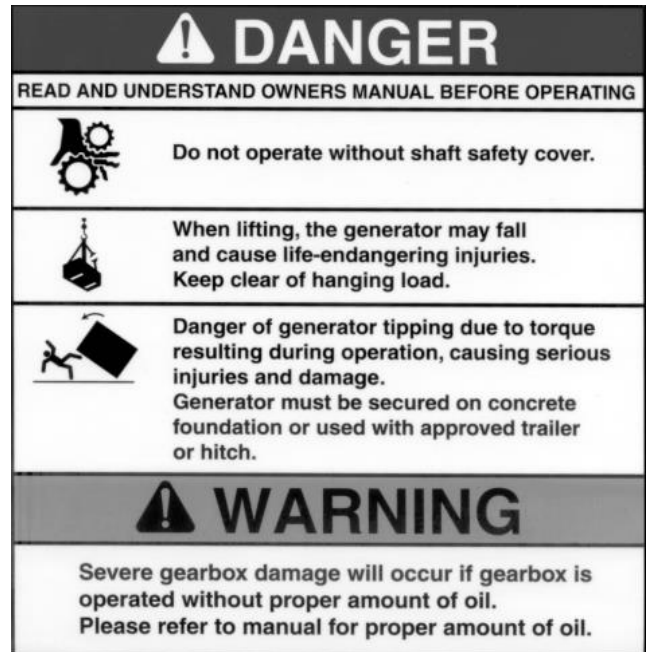 DANGER
READ AND UNDERSTAND OWNERS MANUAL BEFORE OPERATING
Do not operate without shaft safety cover.
When lifting, the generator may fall
and cause life-endangering injuries.
Keep clear of hanging load.
Danger of generator tipping due to torque
resulting during operation, causing serious
injuries and damage.
Generator must be secured on concrete
foundation or used with approved trailer
or hitch.
WARNING
Severe gearbox damage will occur if gearbox is
operated without proper amount of oil.
Please refer to manual for proper amount of oil.